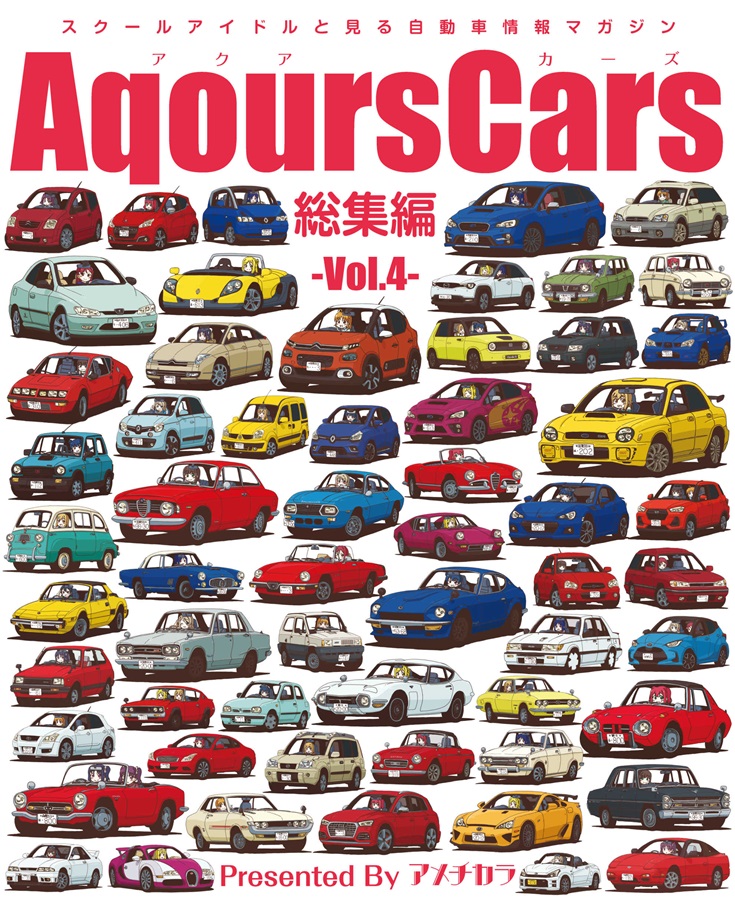 スクールアイドルと見る自動車情報マガジン
アクア カーズ
AqoursCars
総集編
-Vol.4-
Presented By アメチカラ